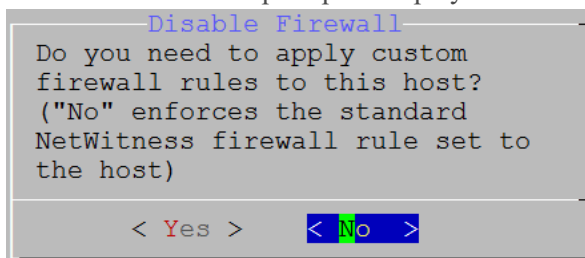 Disable Firewall
Do you need to apply custom
firewall rules to this host?
("No" enforces the standard
NetWitness firewall rule set to
the host)
< Yes > < No >